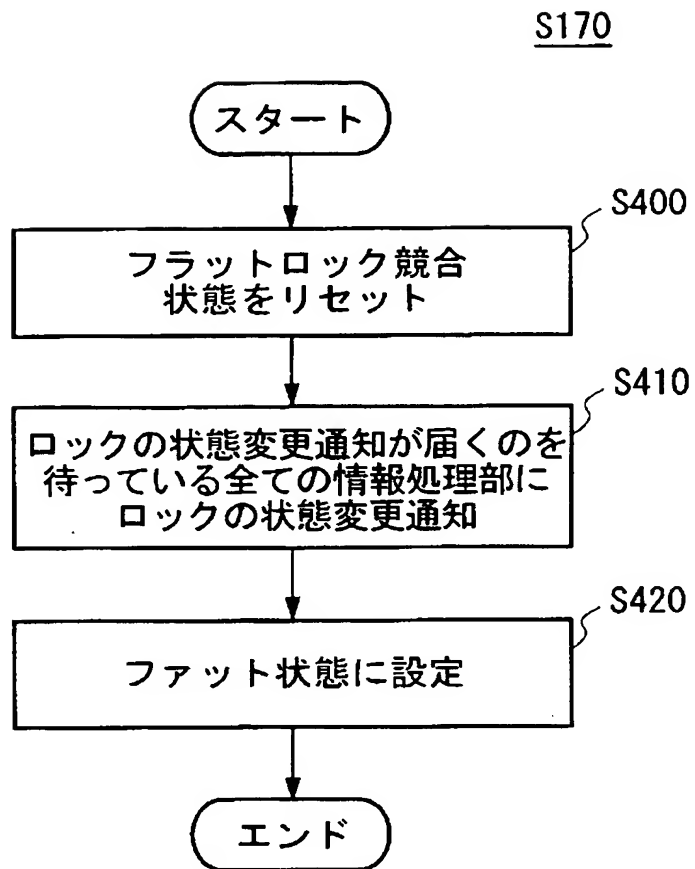 S170
スタート
S400
フラットロック競合
状態をリセット
S410
ロックの状態変更通知が届くのを
待っている全ての情報処理部に
ロックの状態変更通知
S420
ファット状態に設定
エンド